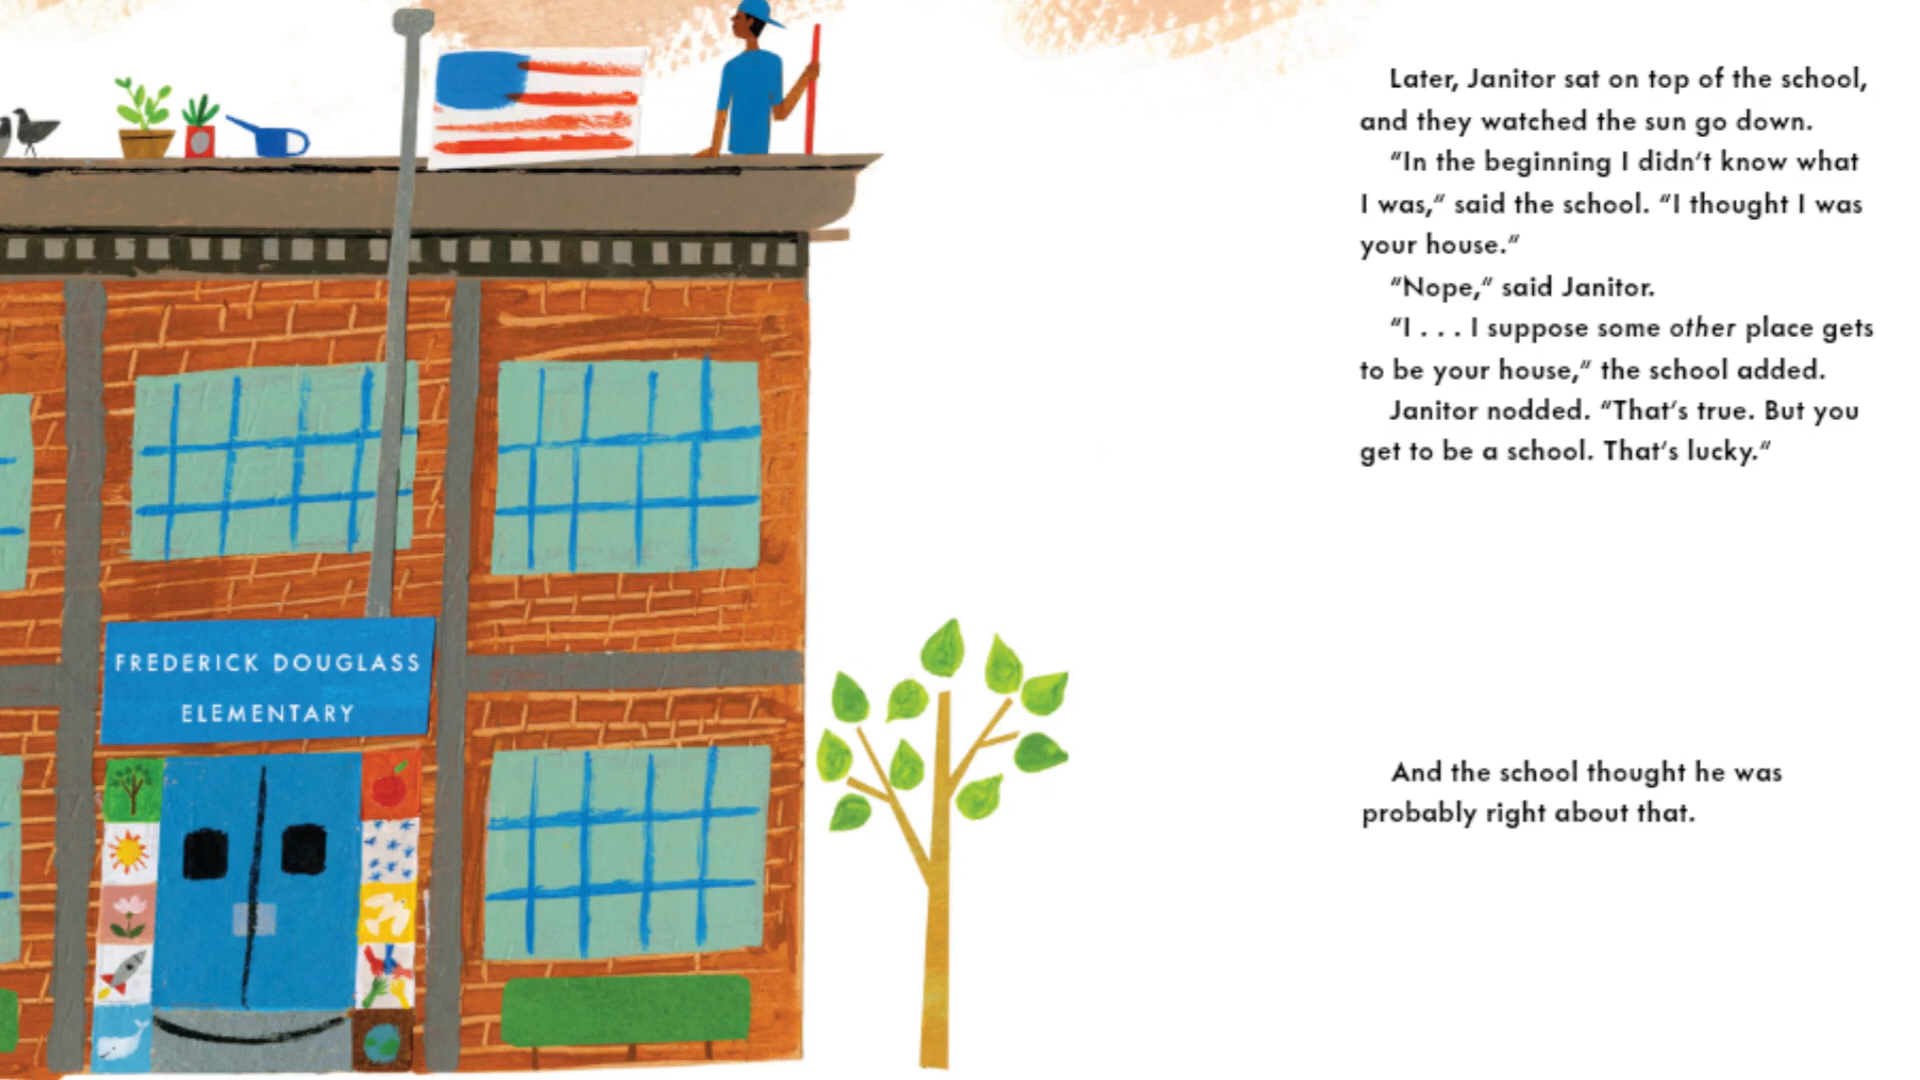 FREDERICK DOUGLASS
ELEMENTARY
Later, Janitor sat on top of the school,
and they watched the sun go down.
“In the beginning I didn’t know what
I was,” said the school. “I thought I was
your house.”
“Nope,” said Janitor.
“I . . . I suppose some other place gets
to be your house,” the school added.
Janitor nodded. “That’s true. But you
get to be a school. That’s lucky.”
And the school thought he was
probably right about that.